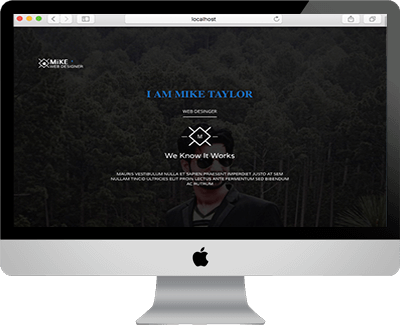 localhost
MiKE
WEB DESIGNER
I AM MIKE TAYLOR
WEB DESINGER
M
We Know It Works
MAURIS VESTIBULUM NULLA ET SAPIEN PRAESENT IMPERDIET JUSTO AT SEM
NULLAM TINCID ULTRICIES ELIT PROIN LECTUS ANTE FERMENTUM SED BIBENDUM
AC RUTRUM